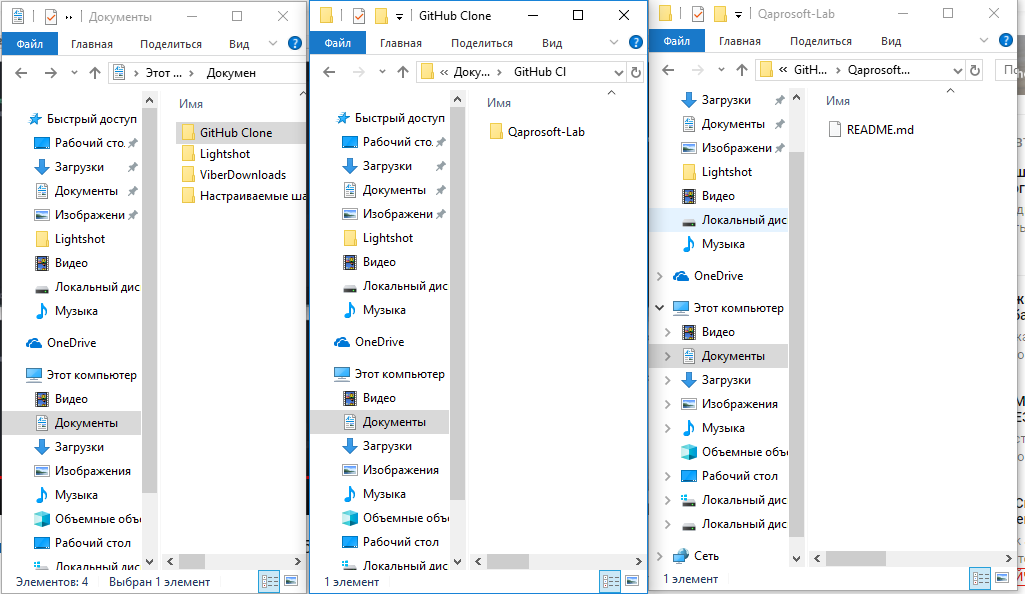 Документы
Файл
Главная
Поделиться
Вид
Этот ...
Докумен
Имя
Быстрый доступ
Рабочий сто.
Загрузки
Документы
Изображени
Lightshot
Видео
Локальный дис
Музыка
OneDrive
Этот компьютер
Видео
Документы
Загрузки
Изображения
Музыка
Объемные объ
Рабочий стол
Локальный дис
GitHub Clone
Lightshot
ViberDownloads
Настраиваемые ша
Элементов: 4
Выбран 1 элемент
GitHub Clone
Файл
Главная
Поделиться
Вид
« Доку...
GitHub Cl
Имя
Быстрый доступ
Рабочий сто.
Загрузки
Документы
Изображени
Lightshot
Видео
Локальный дис
Музыка
OneDrive
Этот компьютер
Видео
Документы
Загрузки
Изображения
Музыка
Объемные объ
Рабочий стол
Локальный дис
Qaprosoft-Lab
1 элемент
Qaprosoft-Lab
Файл
Главная
Поделиться
Вид
« GitH...
Qaprosoft...
По
Имя
Загрузки
Документы
Изображени
Lightshot
Видео
Локальный дис
Музыка
OneDrive
Этот компьютер
Видео
Документы
Загрузки
Изображения
Музыка
Объемные объ
Рабочий стол
Локальный дис
Локальный дис
Сеть
README.md
1 элемент